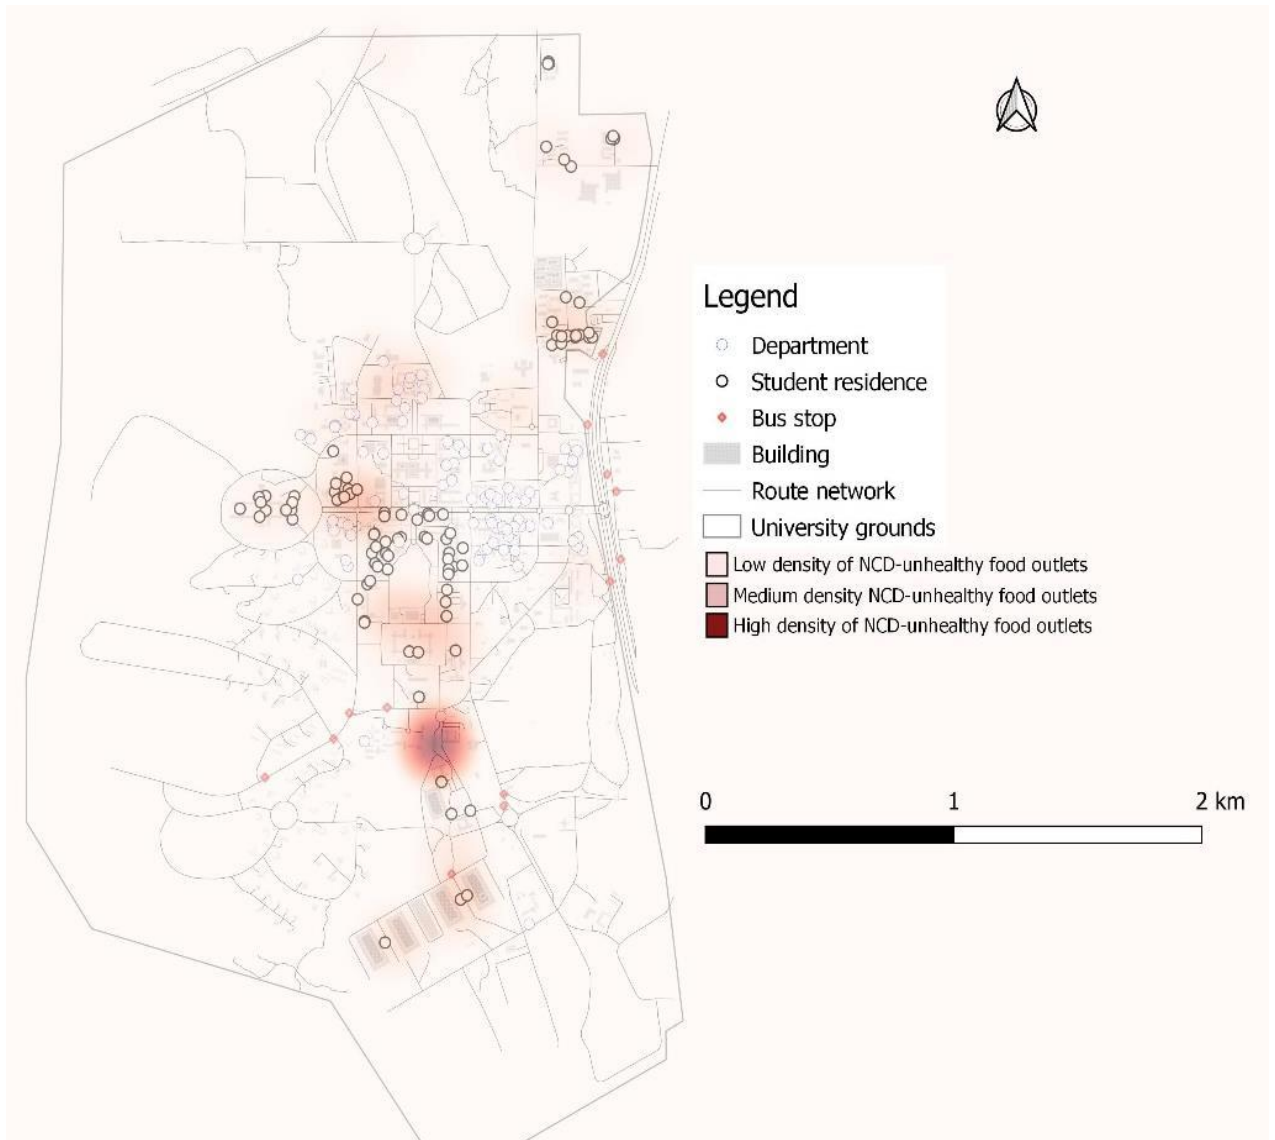 Legend
Department
Student residence
Bus stop
Building
Route network
University grounds
Low density of NCD-unhealthy food outlets
Medium density NCD-unhealthy food outlets
High density of NCD-unhealthy food outlets
0 1 2 km